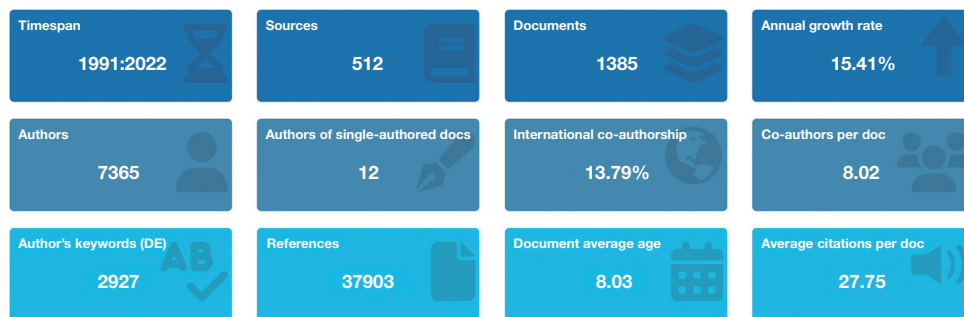 Timespan
1991:2022
Sources
512
Documents
1385
Annual growth rate
15.41%
Authors
7365
Authors of single-authored docs
12
International co-authorship
13.79%
Co-authors per doc
8.02
Author's keywords (DE)
AB
2927
References
37903
Document average age
8.03
Average citations per doc
27.75